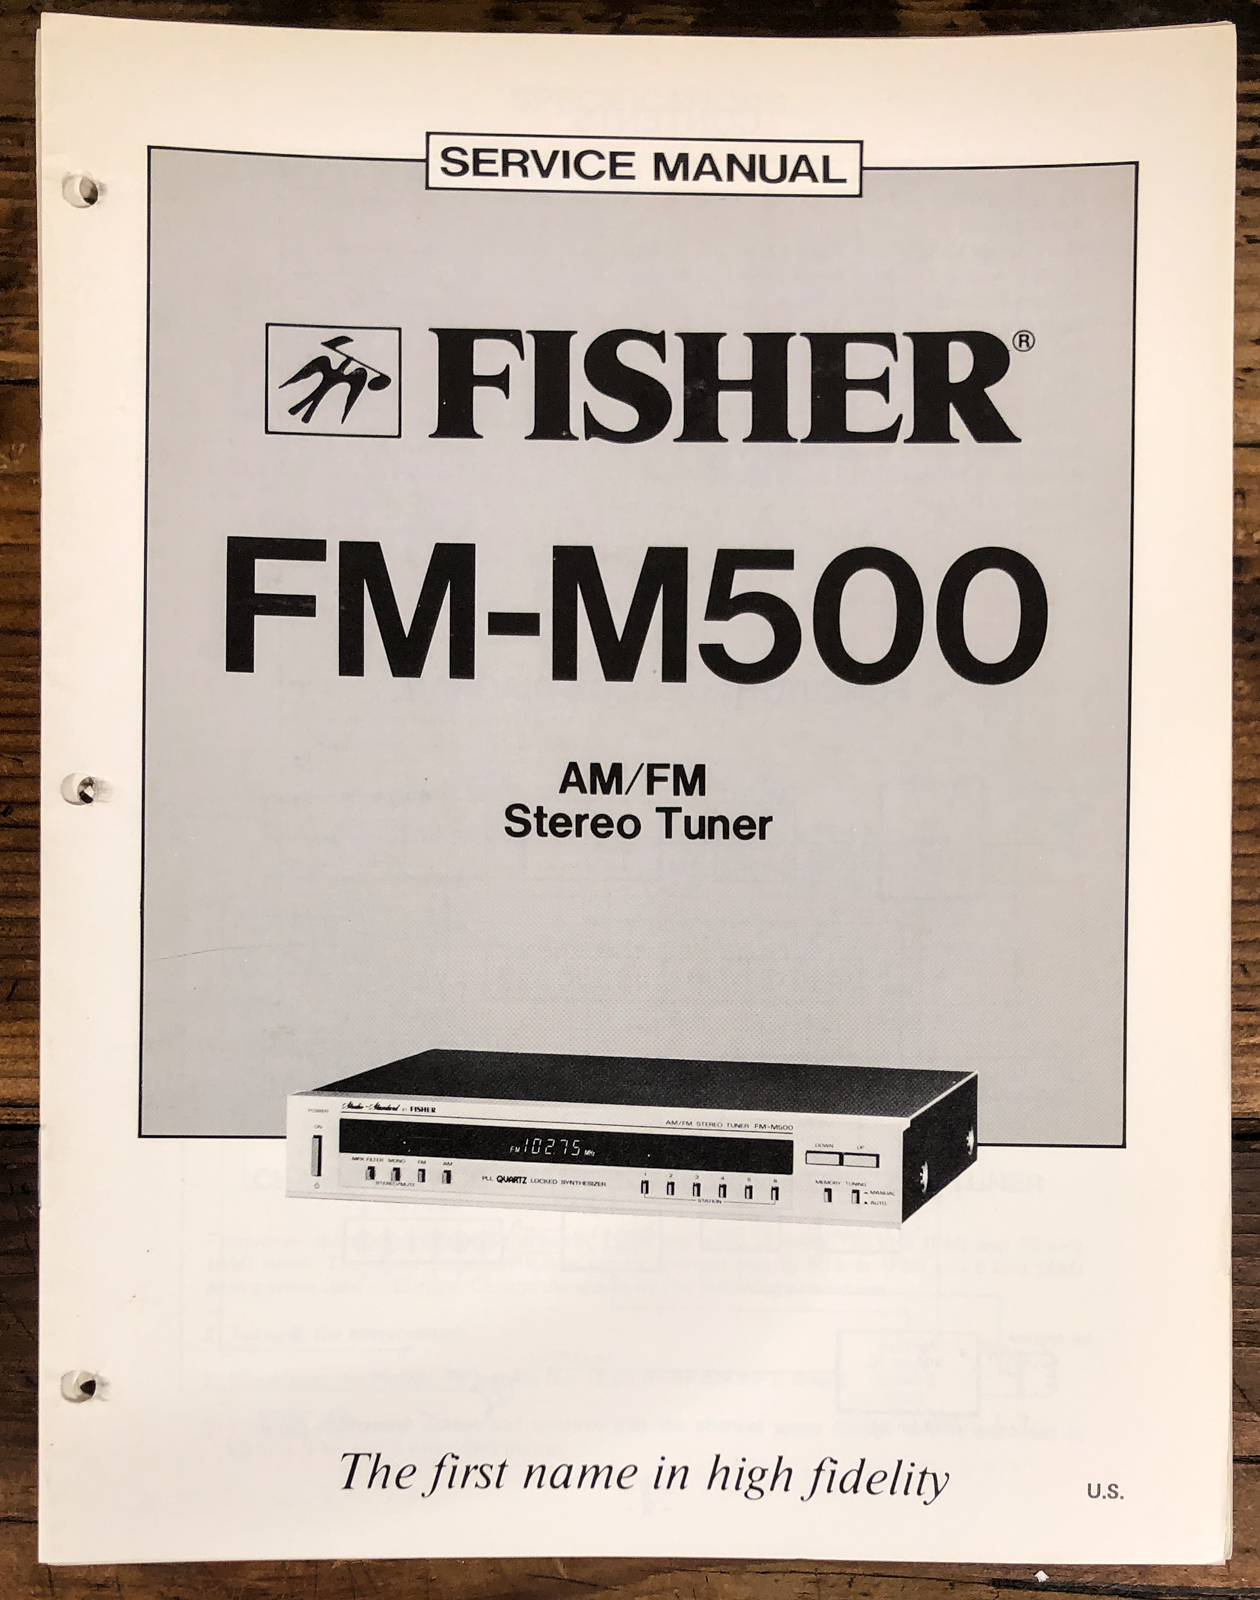 SERVICE MANUAL
FISHER®
FM-M500
AM/FM
Stereo Tuner
Studio-Standard BY FISHER
POWER
AM/FM STEREO TUNER FM-M500
ON
FM 102.75 MHz
DOWN UP
MPX FILTER MONO FM AM
STEREO/MUTE
PLL QUARTZ LOCKED SYNTHESIZER
1 2 3 4 5 6
STATION
MEMORY TUNING
MANUAL
AUTO
The first name in high fidelity
U.S.